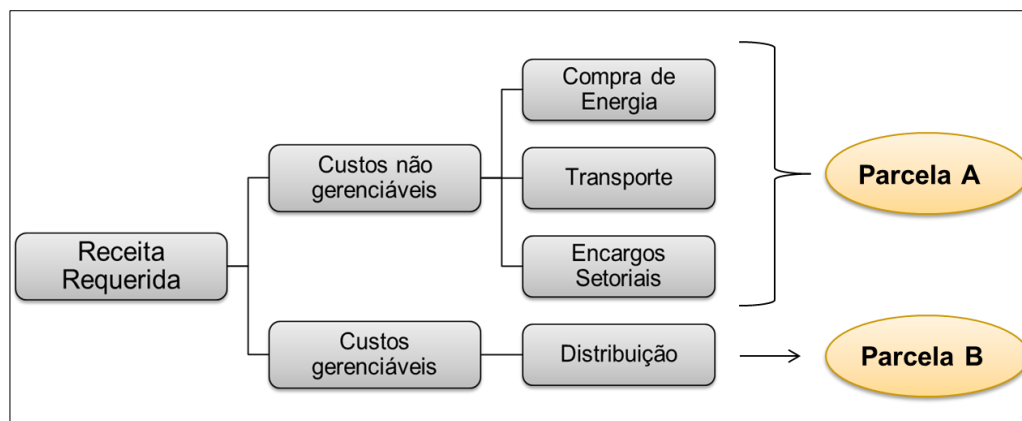 Receita
Requerida
Custos não
gerenciáveis
Compra de
Energia
Transporte
Encargos
Setoriais
Parcela A
Custos
gerenciáveis
Distribuição
Parcela B